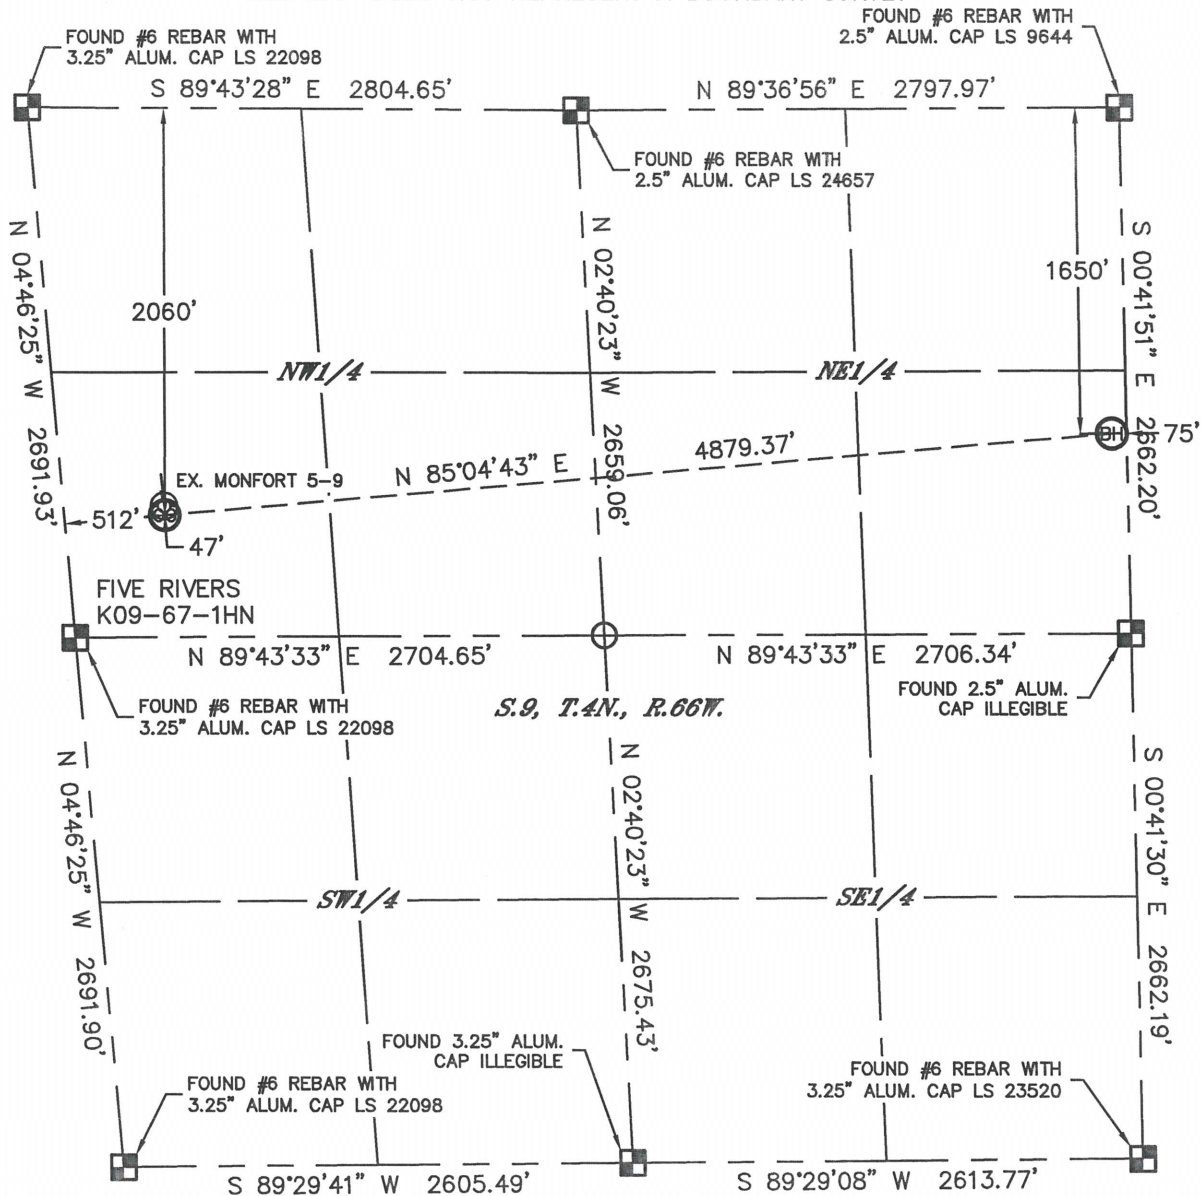 FOUND #6 REBAR WITH
2.5" ALUM. CAP LS 9644
FOUND #6 REBAR WITH
3.25" ALUM. CAP LS 22098
S 89°43'28" E 2804.65'
N 89°36'56" E 2797.97'
FOUND #6 REBAR WITH
2.5" ALUM. CAP LS 24657
N 04°46'25" W 2691.93'
2060'
N 02°40'23" W 2659.06'
1650'
S 00°41'51" E 2662.20'
NW1/4
NE1/4
BH
75'
4879.37'
N 85°04'43" E
EX. MONFORT 5-9
512'
47'
FIVE RIVERS
K09-67-1HN
N 89°43'33" E 2704.65'
N 89°43'33" E 2706.34'
FOUND #6 REBAR WITH
3.25" ALUM. CAP LS 22098
S.9, T.4N., R.66W.
FOUND 2.5" ALUM.
CAP ILLEGIBLE
N 04°46'25" W 2691.90'
N 02°40'23" W 2675.43'
S 00°41'30" E 2662.19'
SW1/4
SE1/4
FOUND 3.25" ALUM.
CAP ILLEGIBLE
FOUND #6 REBAR WITH
3.25" ALUM. CAP LS 22098
FOUND #6 REBAR WITH
3.25" ALUM. CAP LS 23520
S 89°29'41" W 2605.49'
S 89°29'08" W 2613.77'